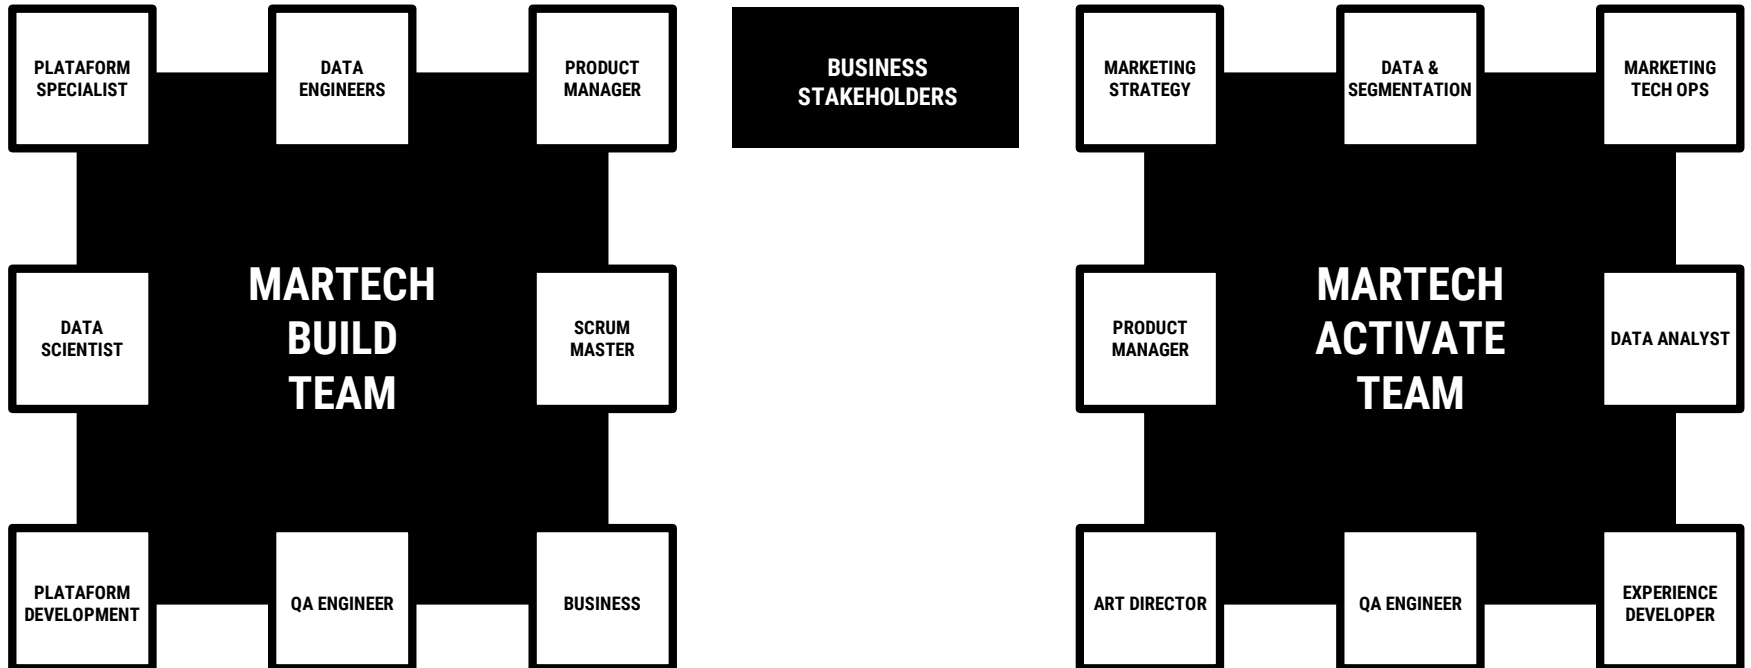 PLATAFORM
SPECIALIST
DATA
ENGINEERS
PRODUCT
MANAGER
DATA
SCIENTIST
MARTECH
BUILD
TEAM
SCRUM
MASTER
PLATAFORM
DEVELOPMENT
QA ENGINEER
BUSINESS
BUSINESS
STAKEHOLDERS
MARKETING
STRATEGY
DATA &
SEGMENTATION
MARKETING
TECH OPS
PRODUCT
MANAGER
MARTECH
ACTIVATE
TEAM
DATA ANALYST
ART DIRECTOR
QA ENGINEER
EXPERIENCE
DEVELOPER